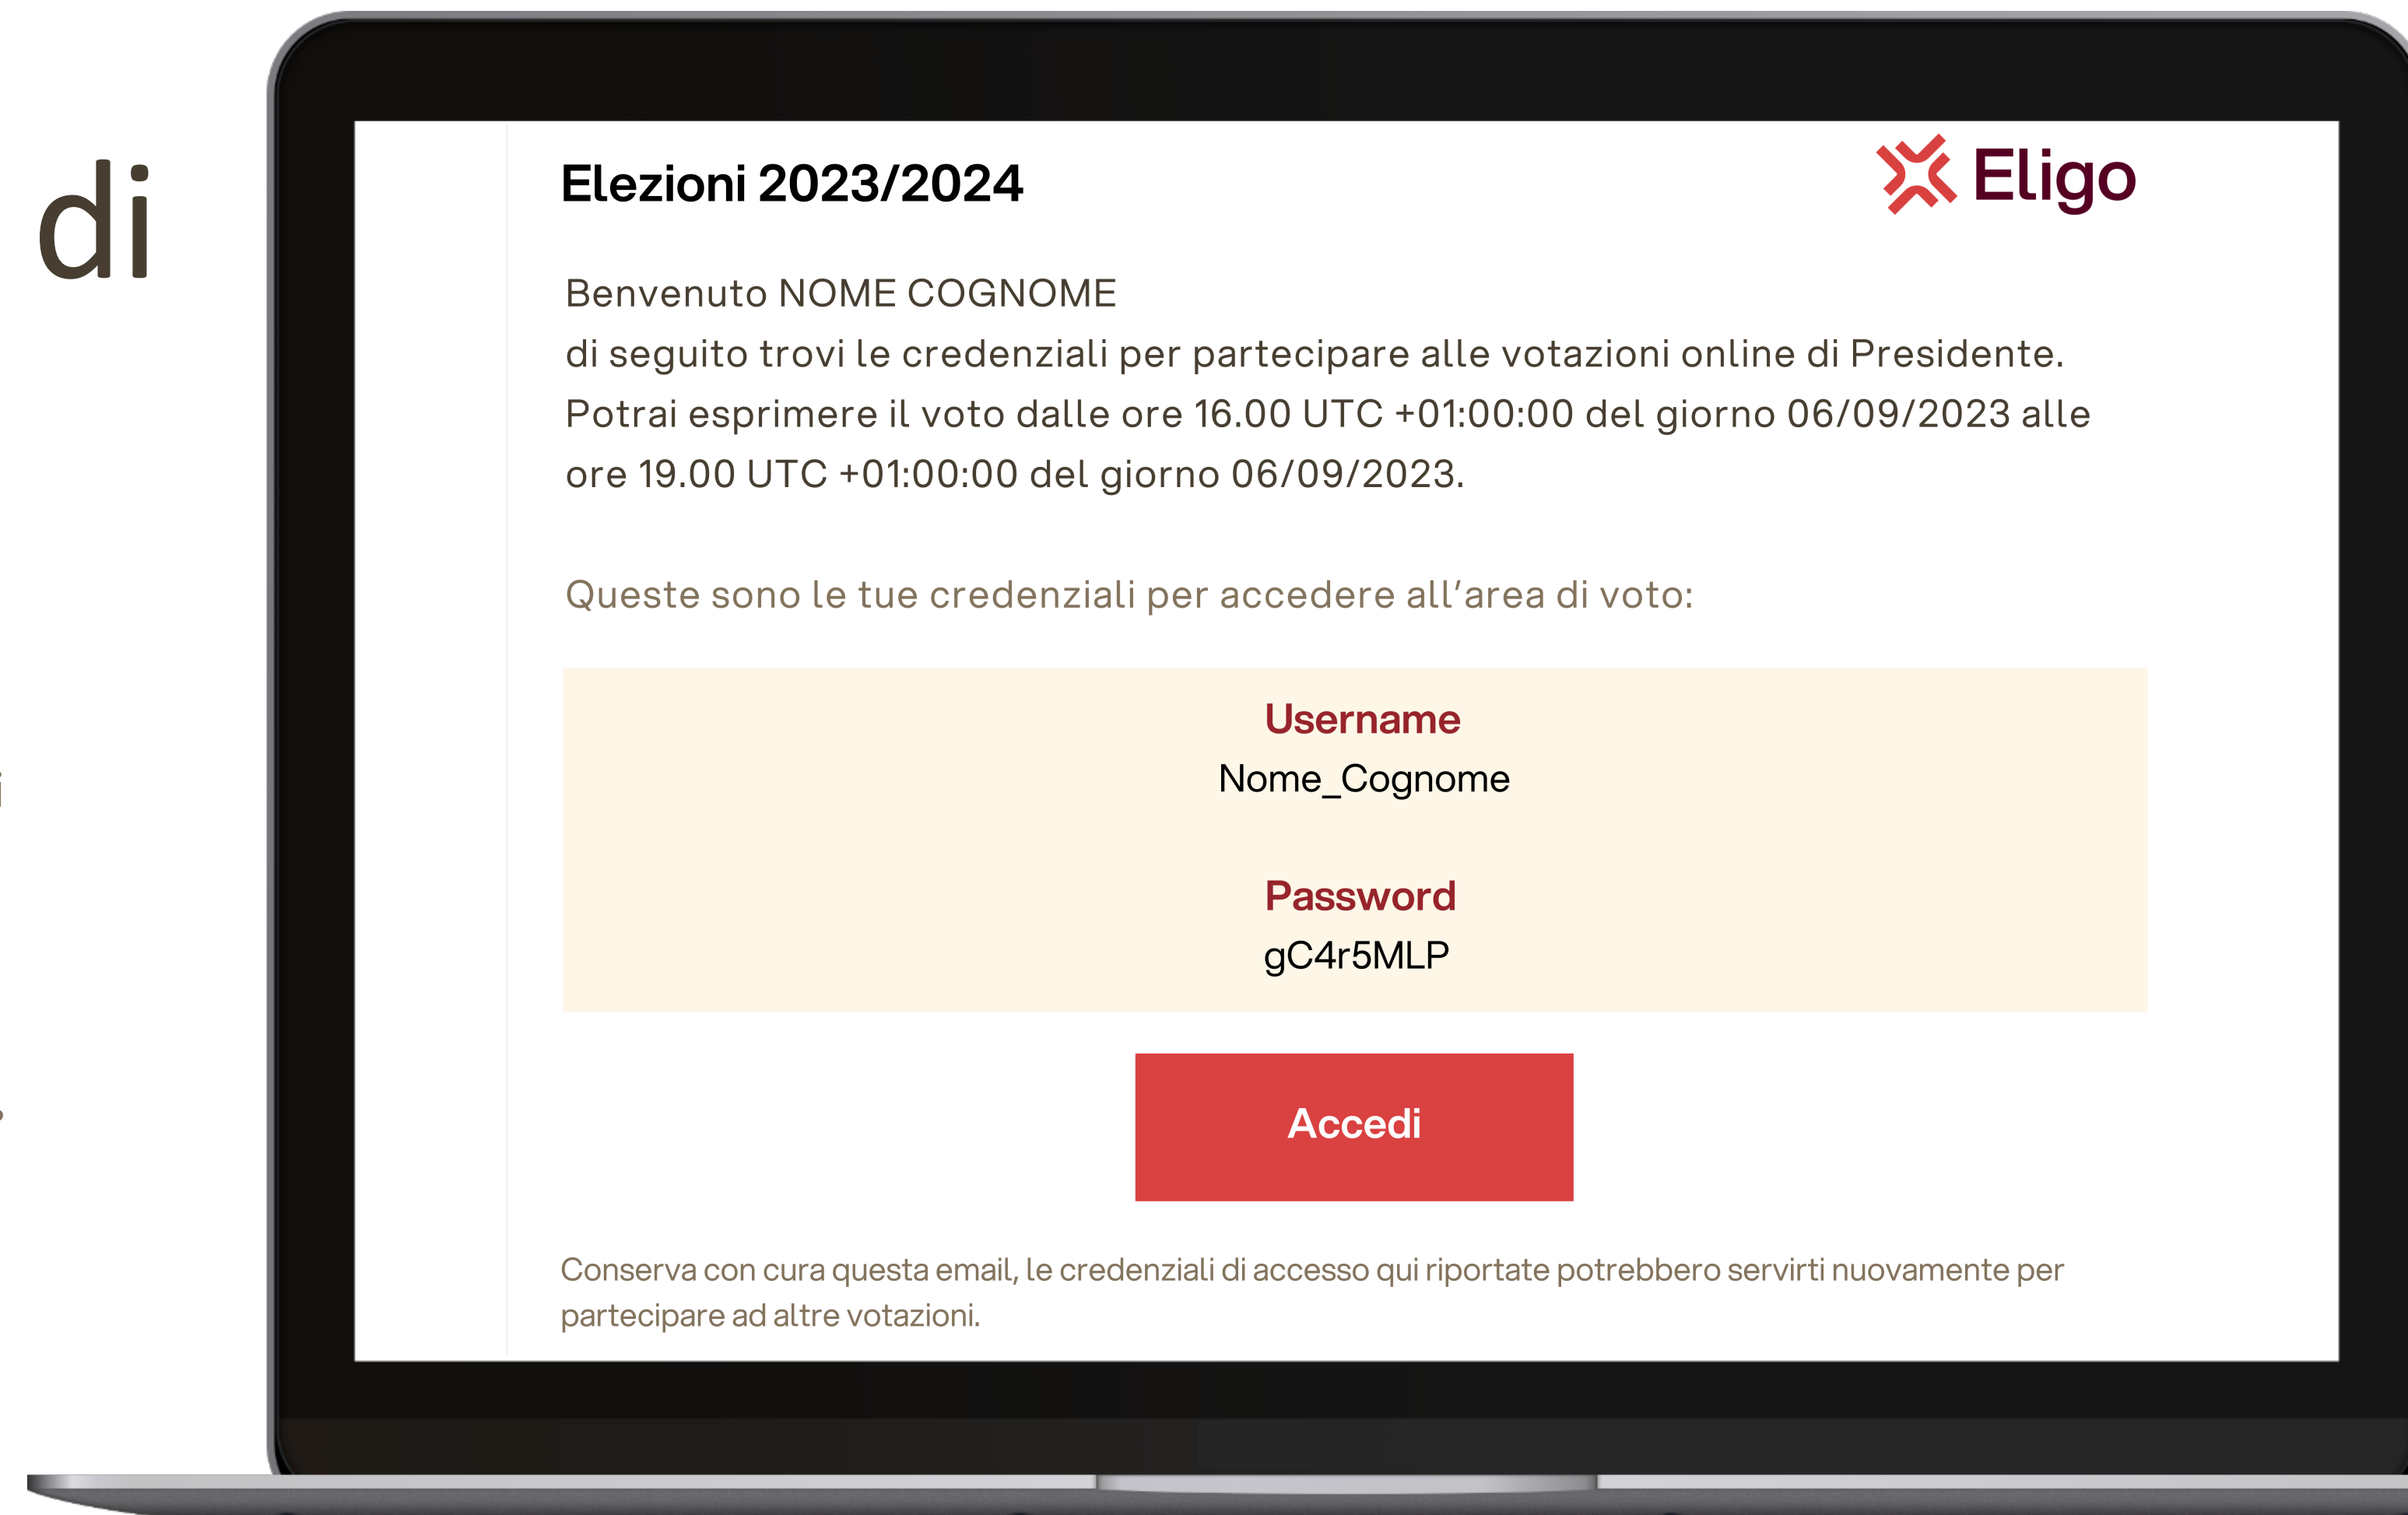 di
Elezioni 2023/2024
Eligo
Benvenuto NOME COGNOME
di seguito trovi le credenziali per partecipare alle votazioni online di Presidente.
Potrai esprimere il voto dalle ore 16.00 UTC +01:00:00 del giorno 06/09/2023 alle
ore 19.00 UTC +01:00:00 del giorno 06/09/2023.
Queste sono le tue credenziali per accedere all’area di voto:
Username
Nome_Cognome
Password
gC4r5MLP
Accedi
Conserva con cura questa email, le credenziali di accesso qui riportate potrebbero servirti nuovamente per
partecipare ad altre votazioni.